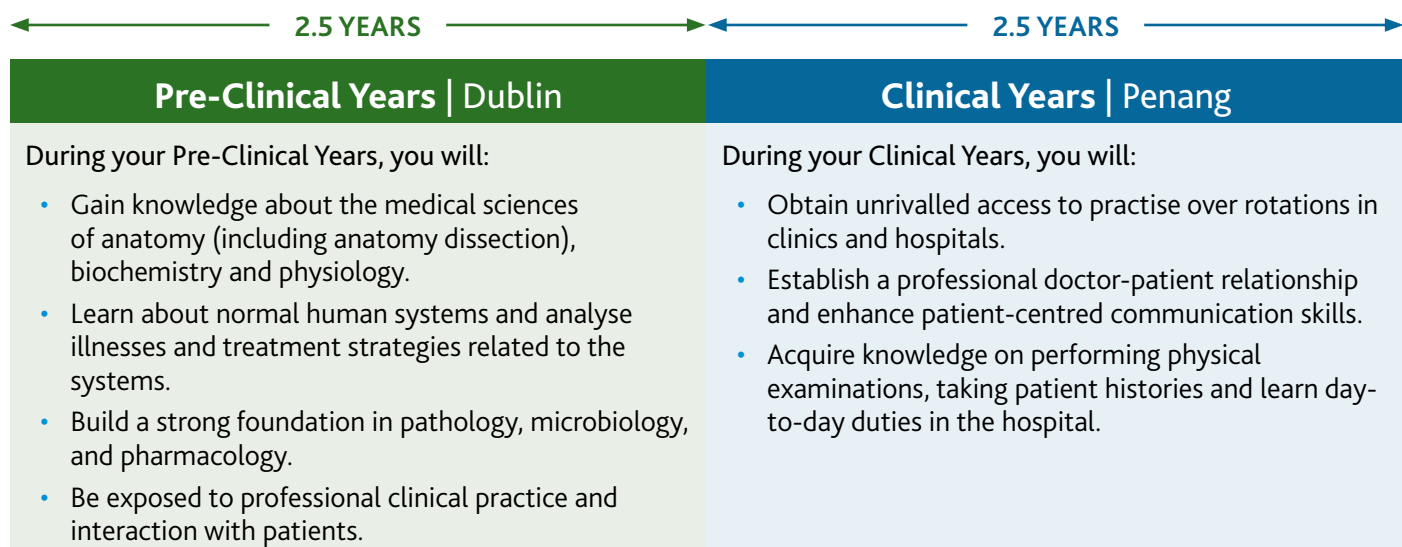 2.5 YEARS
2.5 YEARS
Pre-Clinical Years | Dublin
During your Pre-Clinical Years, you will:
• Gain knowledge about the medical sciences
of anatomy (including anatomy dissection),
biochemistry and physiology.
• Learn about normal human systems and analyse
illnesses and treatment strategies related to the
systems.
• Build a strong foundation in pathology, microbiology,
and pharmacology.
• Be exposed to professional clinical practice and
interaction with patients.
Clinical Years | Penang
During your Clinical Years, you will:
• Obtain unrivalled access to practise over rotations in
clinics and hospitals.
• Establish a professional doctor-patient relationship
and enhance patient-centred communication skills.
• Acquire knowledge on performing physical
examinations, taking patient histories and learn day-
to-day duties in the hospital.